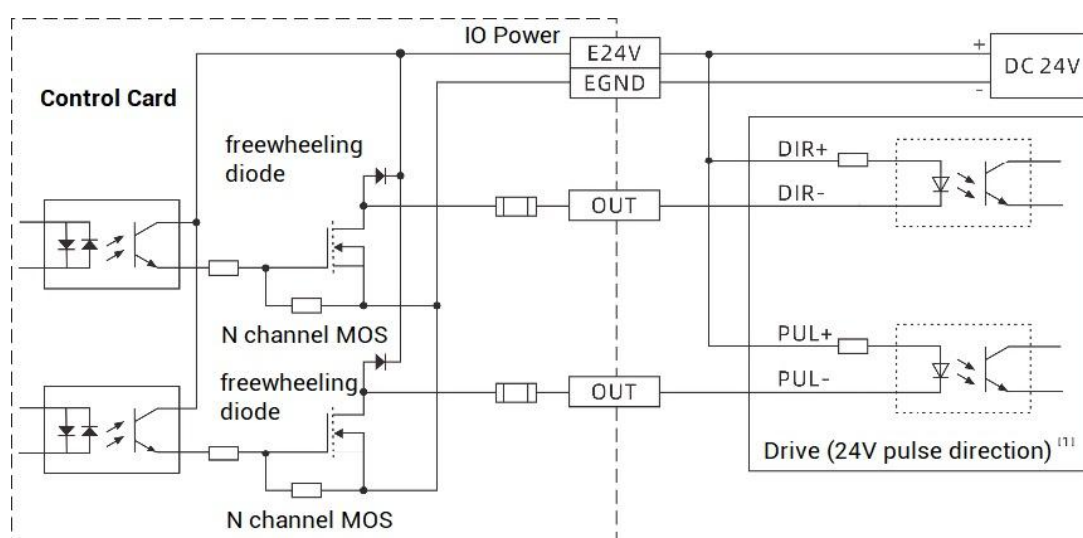 IO Power
E24V
EGND
+
-
DC 24V
Control Card
freewheeling
diode
DIR+
DIR-
OUT
N channel MOS
freewheeling
diode
PUL+
PUL-
OUT
Drive (24V pulse direction) [1]
N channel MOS